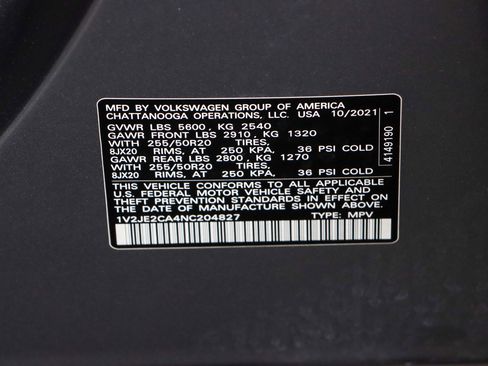 MFD BY VOLKSWAGEN GROUP OF AMERICA
CHATTANOOGA OPERATIONS, LLC. USA 10/2021
GVWR LBS 5600, KG 2540
GAWR FRONT LBS 2910, KG 1320
WITH 255/50R20 TIRES,
8JX20 RIMS, AT 250 KPA, 36 PSI COLD
GAWR REAR LBS 2800, KG 1270
WITH 255/50R20 TIRES,
8JX20 RIMS, AT 250 KPA, 36 PSI COLD
THIS VEHICLE CONFORMS TO ALL APPLICABLE
U.S. FEDERAL MOTOR VEHICLE SAFETY AND
THEFT PREVENTION STANDARDS IN EFFECT ON
THE DATE OF MANUFACTURE SHOWN ABOVE.
1V2JE2CA4NC204827 TYPE: MPV
4149190 1